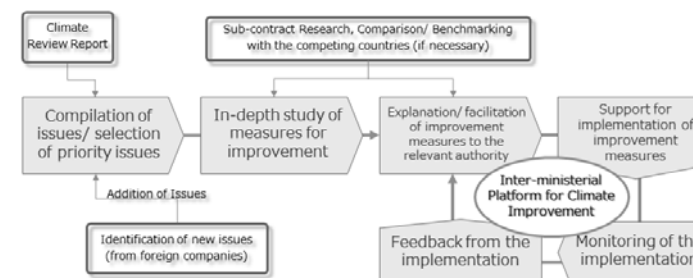 Climate
Review Report
Sub-contract Research, Comparison/ Benchmarking
with the competing countries (if necessary)
Compilation of
issues/ selection
of priority issues
In-depth study of
measures for
improvement
Explanation/ facilitation
of improvement
measures to the
relevant authority
Support for
implementation of
improvement
measures
Addition of Issues
Inter-ministerial
Platform for Climate
Improvement
Identification of new issues
(from foreign companies)
Feedback from the
implementation
Monitoring of the
implementation